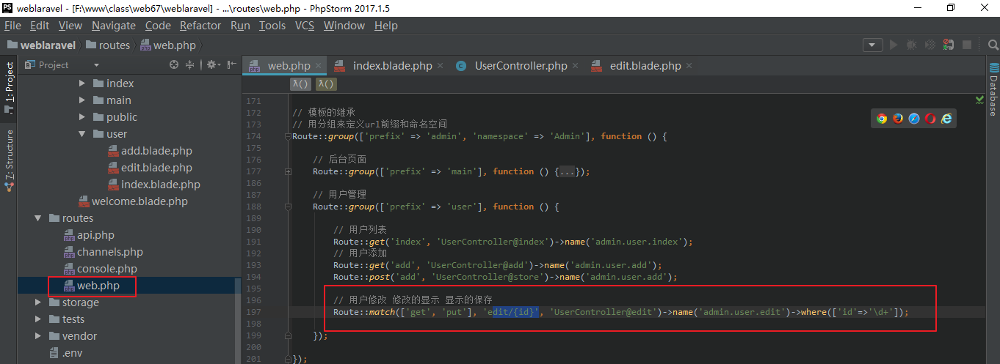 weblaravel - [F:\www\class\web67\weblaravel] - ...\routes\web.php - PhpStorm 2017.1.5
File Edit View Navigate Code Refactor Run Tools VCS Window Help
weblaravel routes web.php
1: Project
7: Structure
Project
index
main
public
user
add.blade.php
edit.blade.php
index.blade.php
welcome.blade.php
routes
api.php
channels.php
console.php
web.php
storage
tests
vendor
.env
web.php index.blade.php UserController.php edit.blade.php
λ() λ()
171
172 // 模板的继承
173 // 用分组来定义url前缀和命名空间
174 Route::group(['prefix' => 'admin', 'namespace' => 'Admin'], function () {
175
176 // 后台页面
177 Route::group(['prefix' => 'main'], function () {...});
186
187 // 用户管理
188 Route::group(['prefix' => 'user'], function () {
189
190 // 用户列表
191 Route::get('index', 'UserController@index')->name('admin.user.index');
192 // 用户添加
193 Route::get('add', 'UserController@add')->name('admin.user.add');
194 Route::post('add', 'UserController@store')->name('admin.user.add');
195
196 // 用户修改 修改的显示 显示的保存
197 Route::match(['get', 'put'], 'edit/{id}', 'UserController@edit')->name('admin.user.edit')->where(['id'=>'\d+']);
198
199 });
200
201 });
Database